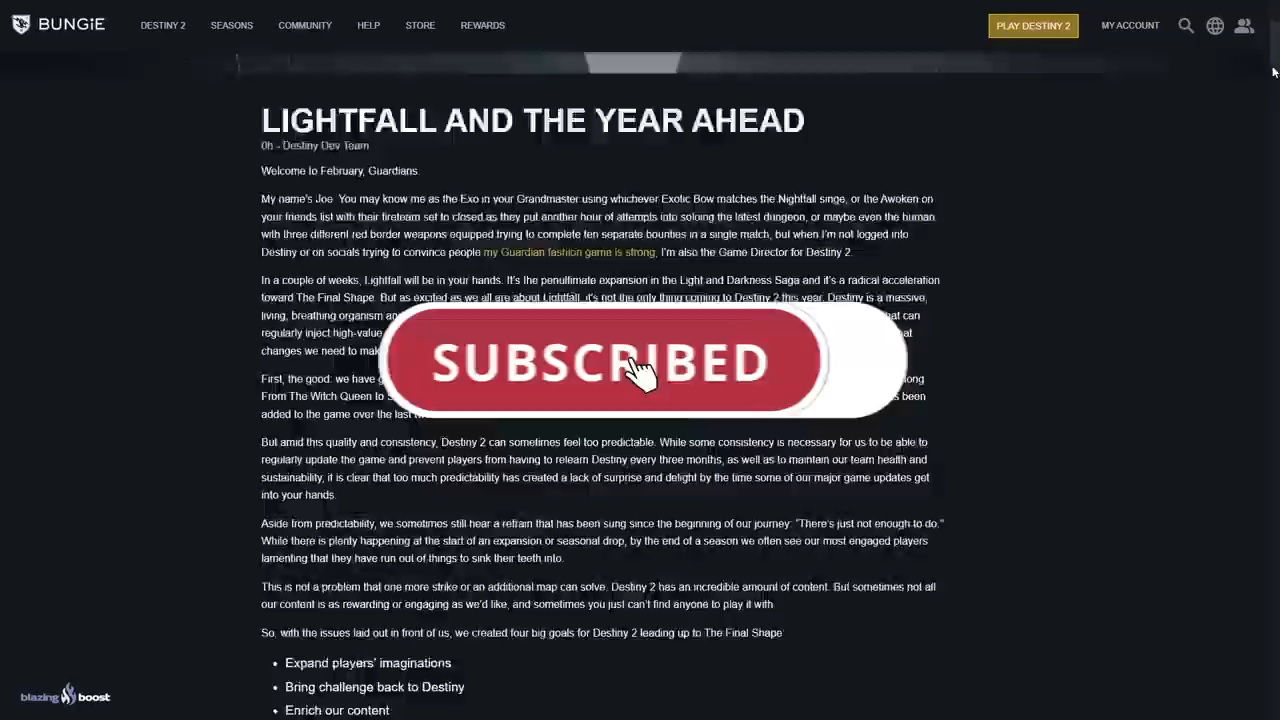 BUNGiE
DESTINY 2 SEASONS COMMUNITY HELP STORE REWARDS
PLAY DESTINY 2 MY ACCOUNT
LIGHTFALL AND THE YEAR AHEAD
0h - Destiny Dev Team
Welcome to February, Guardians.
My name's Joe. You may know me as the Exo in your Grandmaster using whichever Exotic Bow matches the Nightfall singe, or the Awoken on
your friends list with their fireteam set to closed as they put another hour of attempts into soloing the latest dungeon, or maybe even the human
with three different red border weapons equipped trying to complete ten separate bounties in a single match, but when I'm not logged into
Destiny or on socials trying to convince people my Guardian fashion game is strong, I'm also the Game Director for Destiny 2.
In a couple of weeks, Lightfall will be in your hands. It's the penultimate expansion in the Light and Darkness Saga and it's a radical acceleration
toward The Final Shape. But as excited as we all are about Lightfall, it's not the only thing coming to Destiny 2 this year. Destiny is a massive,
living, breathing organism an hat can
regularly inject high-value at
changes we need to mak
SUBSCRIBED
First, the good: we have g ong
From The Witch Queen to S s been
added to the game over the last
But amid this quality and consistency, Destiny 2 can sometimes feel too predictable. While some consistency is necessary for us to be able to
regularly update the game and prevent players from having to relearn Destiny every three months, as well as to maintain our team health and
sustainability, it is clear that too much predictability has created a lack of surprise and delight by the time some of our major game updates get
into your hands.
Aside from predictability, we sometimes still hear a refrain that has been sung since the beginning of our journey: "There's just not enough to do."
While there is plenty happening at the start of an expansion or seasonal drop, by the end of a season we often see our most engaged players
lamenting that they have run out of things to sink their teeth into.
This is not a problem that one more strike or an additional map can solve. Destiny 2 has an incredible amount of content. But sometimes not all
our content is as rewarding or engaging as we'd like, and sometimes you just can't find anyone to play it with.
So, with the issues laid out in front of us, we created four big goals for Destiny 2 leading up to The Final Shape:
• Expand players' imaginations
• Bring challenge back to Destiny
• Enrich our content
blazing boost